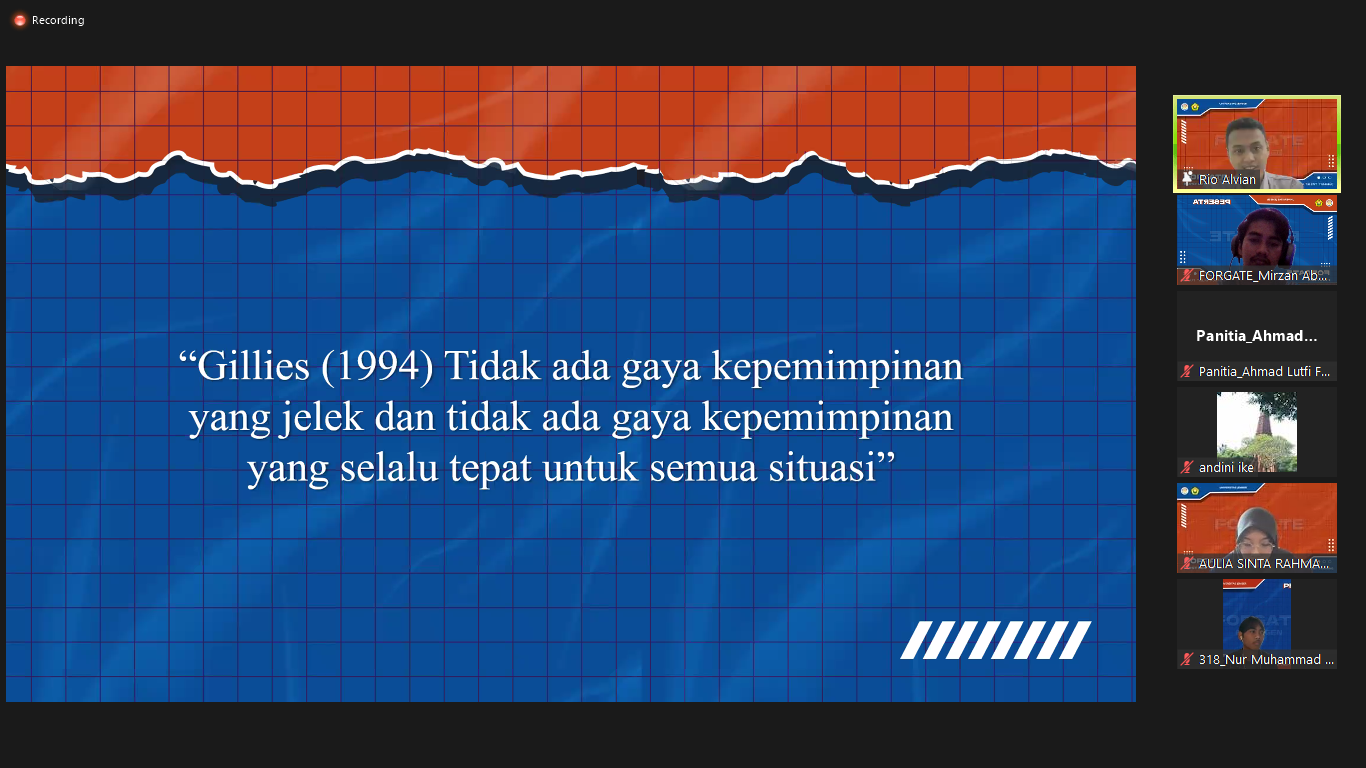 Recording
“Gillies (1994) Tidak ada gaya kepemimpinan
yang jelek dan tidak ada gaya kepemimpinan
yang selalu tepat untuk semua situasi”
Rio Alvian
PESERTA
FORGATE_Mirzan Ab...
Panitia_Ahmad...
Panitia_Ahmad Lutfi F...
andini ike
AULIA SINTA RAHMA...
318_Nur Muhammad ...